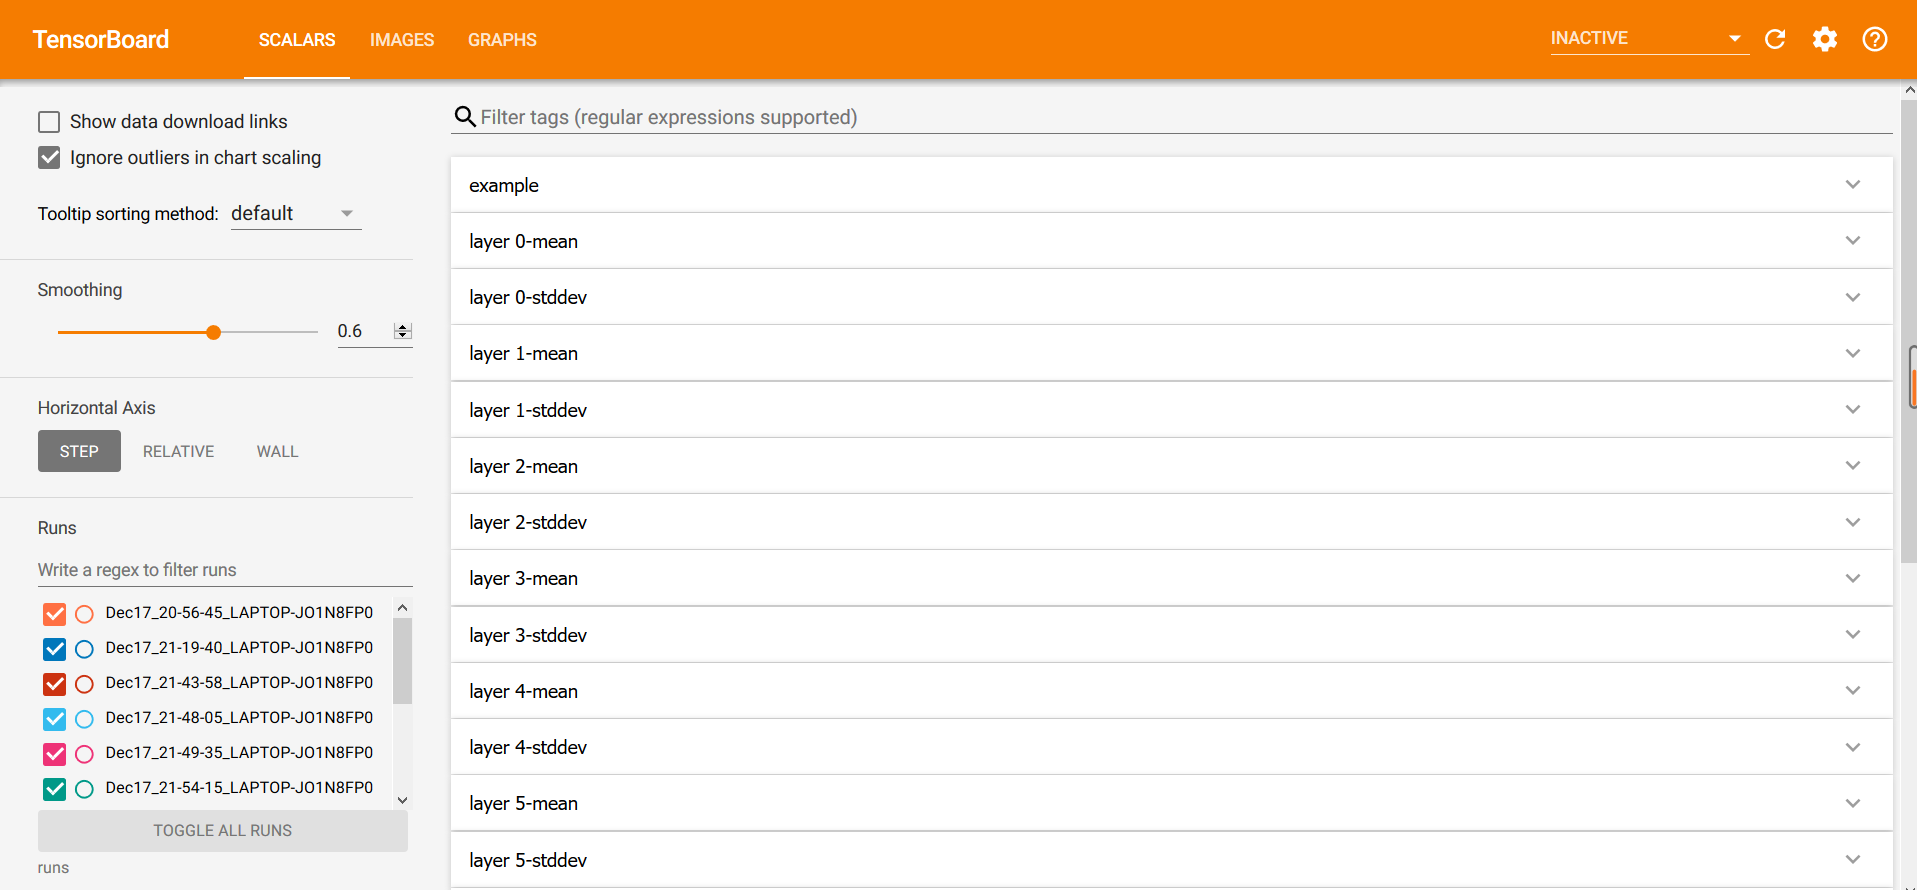 TensorBoard
SCALARS IMAGES GRAPHS
INACTIVE
Show data download links
Ignore outliers in chart scaling
Tooltip sorting method: default
Smoothing
0.6
Horizontal Axis
STEP RELATIVE WALL
Runs
Write a regex to filter runs
Dec17_20-56-45_LAPTOP-JO1N8FP0
Dec17_21-19-40_LAPTOP-JO1N8FP0
Dec17_21-43-58_LAPTOP-JO1N8FP0
Dec17_21-48-05_LAPTOP-JO1N8FP0
Dec17_21-49-35_LAPTOP-JO1N8FP0
Dec17_21-54-15_LAPTOP-JO1N8FP0
TOGGLE ALL RUNS
runs
Filter tags (regular expressions supported)
example
layer 0-mean
layer 0-stddev
layer 1-mean
layer 1-stddev
layer 2-mean
layer 2-stddev
layer 3-mean
layer 3-stddev
layer 4-mean
layer 4-stddev
layer 5-mean
layer 5-stddev